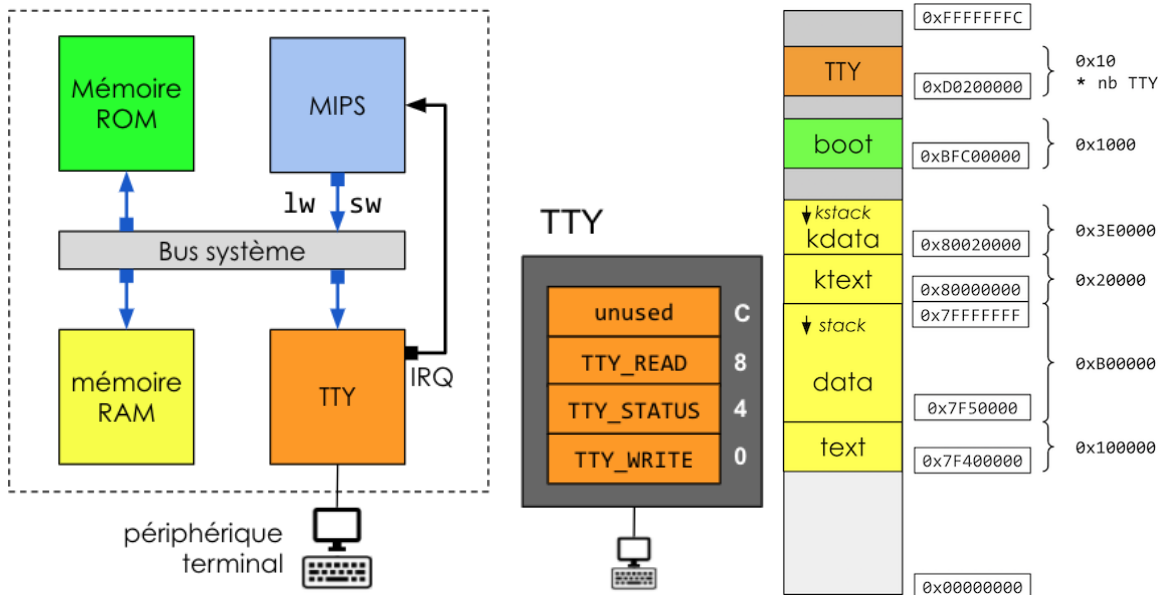 Mémoire
ROM
MIPS
lw sw
Bus système
mémoire
RAM
TTY
IRQ
périphérique
terminal
TTY
unused C
TTY_READ 8
TTY_STATUS 4
TTY_WRITE 0
0xFFFFFFFC
TTY
0xD0200000
0x10
* nb TTY
boot
0xBFC00000
0x1000
kstack
kdata
0x80020000
0x3E0000
ktext
0x80000000
0x20000
0x7FFFFFFF
stack
data
0x7F50000
0xB00000
text
0x7F400000
0x100000
0x00000000